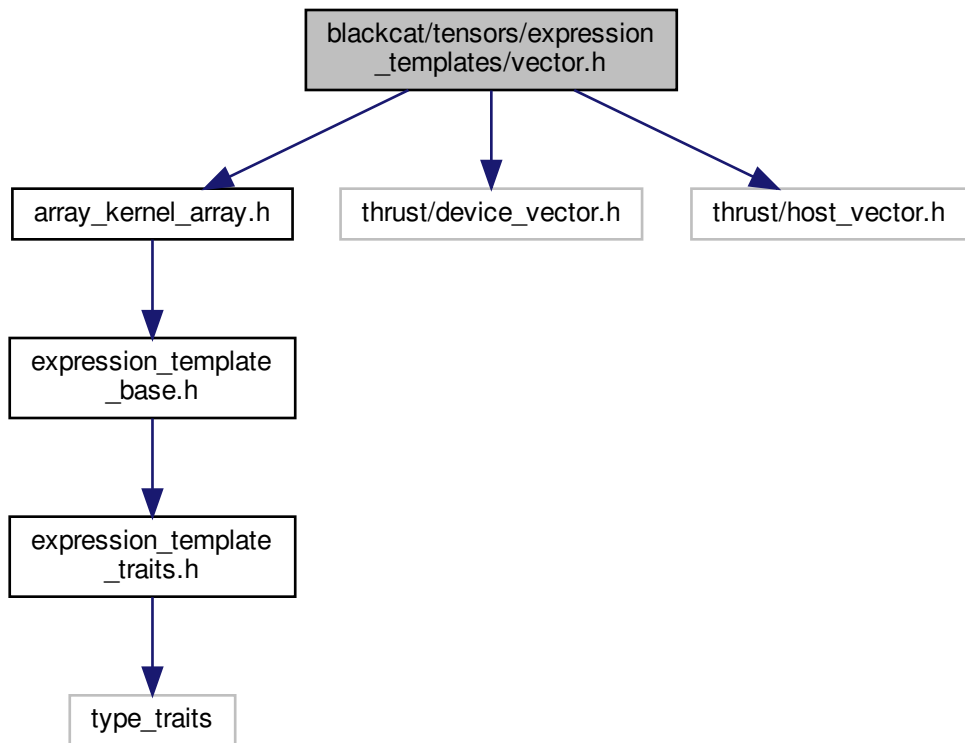 blackcat/tensors/expression
_templates/vector.h
array_kernel_array.h
thrust/device_vector.h
thrust/host_vector.h
expression_template
_base.h
expression_template
_traits.h
type_traits